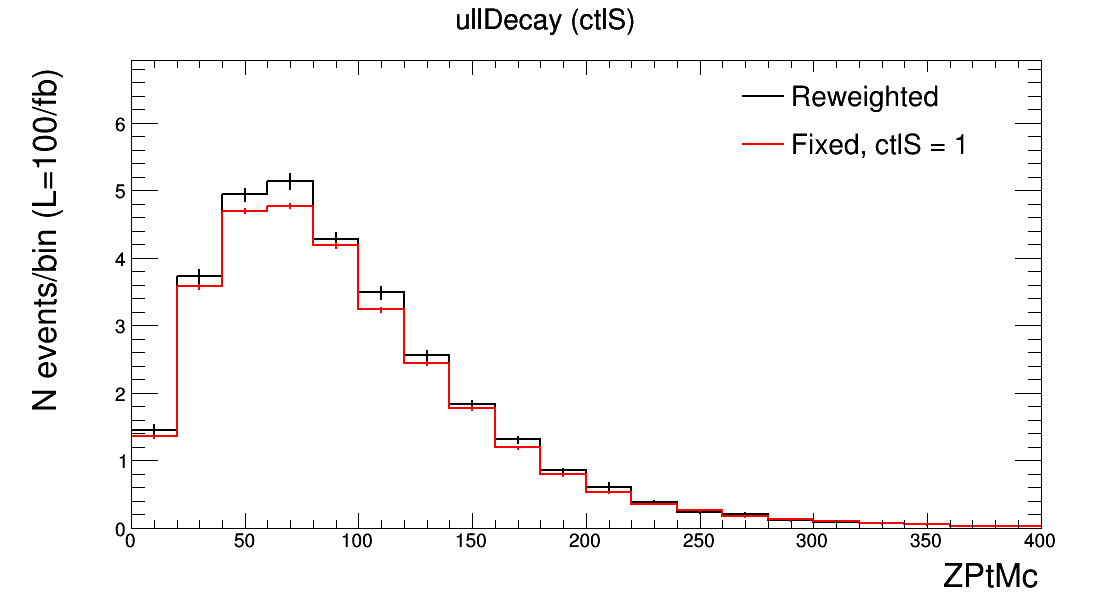 ullDecay (ctlS)
N events/bin (L=100/fb)
Reweighted
Fixed, ctlS = 1
6
5
4
3
2
1
0
0 50 100 150 200 250 300 350 400
ZPtMc